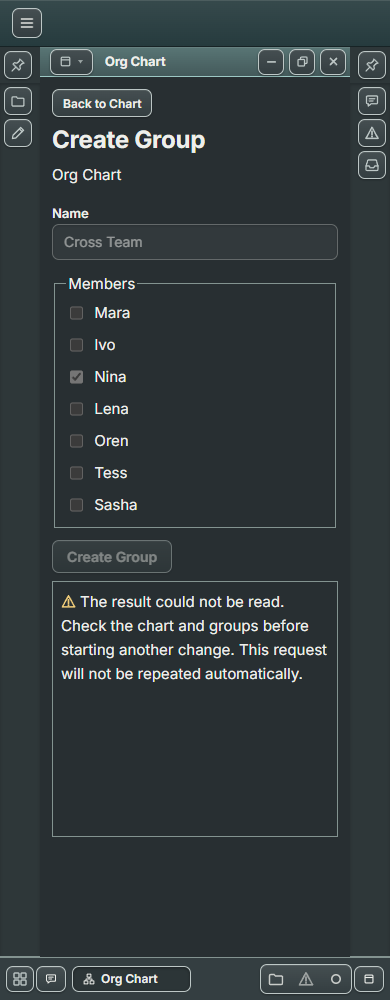 Org Chart
Back to Chart
Create Group
Org Chart
Name
Cross Team
Members
Mara
Ivo
Nina
Lena
Oren
Tess
Sasha
Create Group
The result could not be read.
Check the chart and groups before
starting another change. This request
will not be repeated automatically.
Org Chart